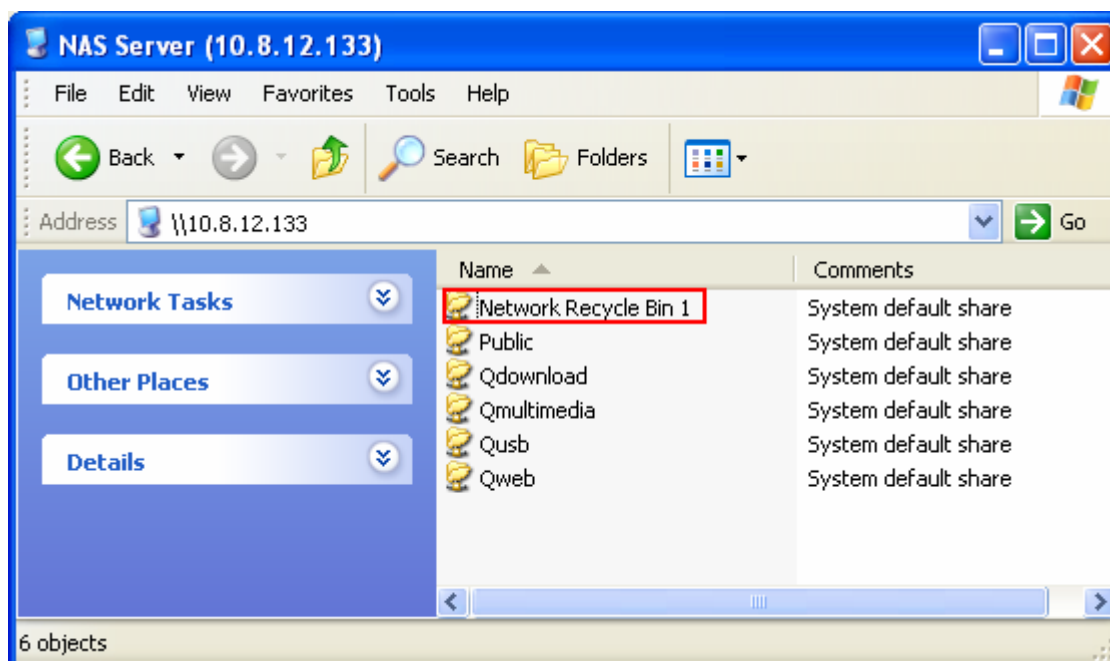 NAS Server (10.8.12.133)
File Edit View Favorites Tools Help
Back Search Folders
Address \\10.8.12.133 Go
Network Tasks
Other Places
Details
Name Comments
Network Recycle Bin 1 System default share
Public System default share
Qdownload System default share
Qmultimedia System default share
Qusb System default share
Qweb System default share
6 objects